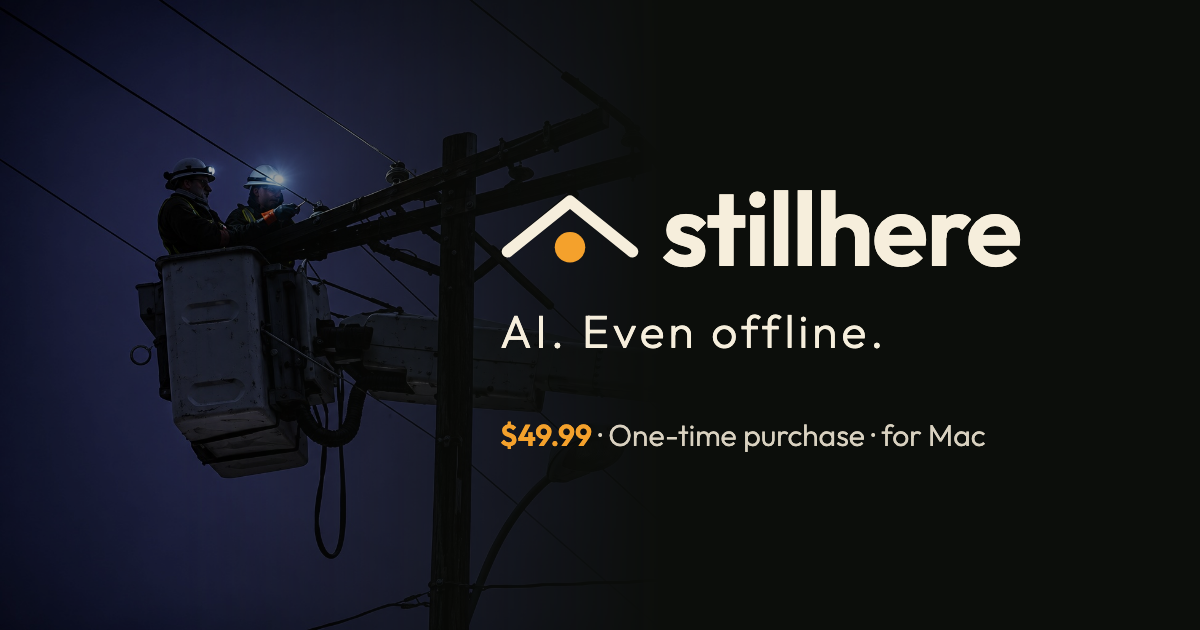 stillhere
AI. Even offline.
$49.99 · One-time purchase · for Mac